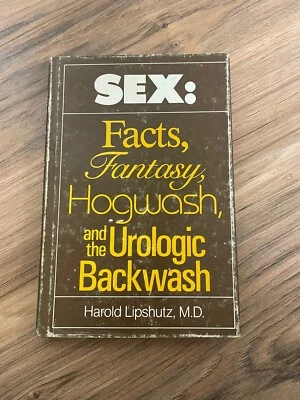 SEX:
Facts,
Fantasy,
Hogwash,
and
the Urologic
Backwash
Harold Lipshutz, M.D.